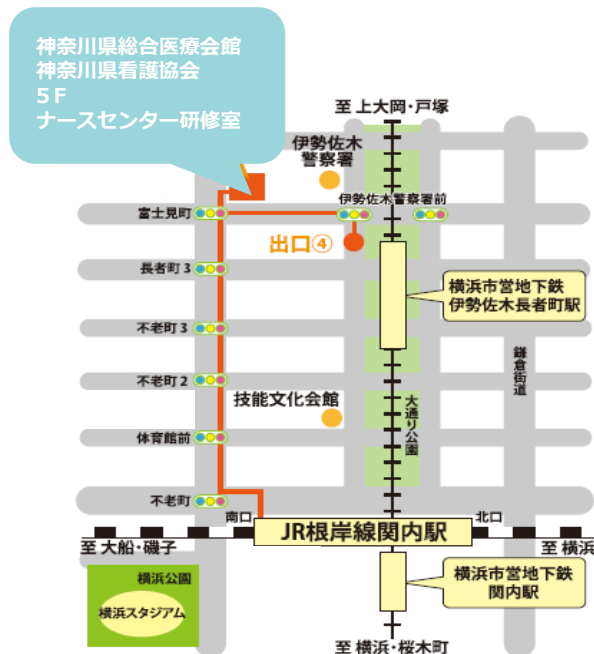 神奈川県総合医療会館
神奈川県看護協会
5F
ナースセンター研修室
至 上大岡・戸塚
伊勢佐木
警察署
伊勢佐木警察署前
富士見町
出口④
長者町 3
横浜市営地下鉄
伊勢佐木長者町駅
不老町 3
鎌倉街道
不老町 2
技能文化会館
大通り公園
体育館前
不老町
南口
北口
JR根岸線関内駅
至 大船・磯子
至 横浜
横浜公園
横浜スタジアム
横浜市営地下鉄
関内駅
至 横浜・桜木町